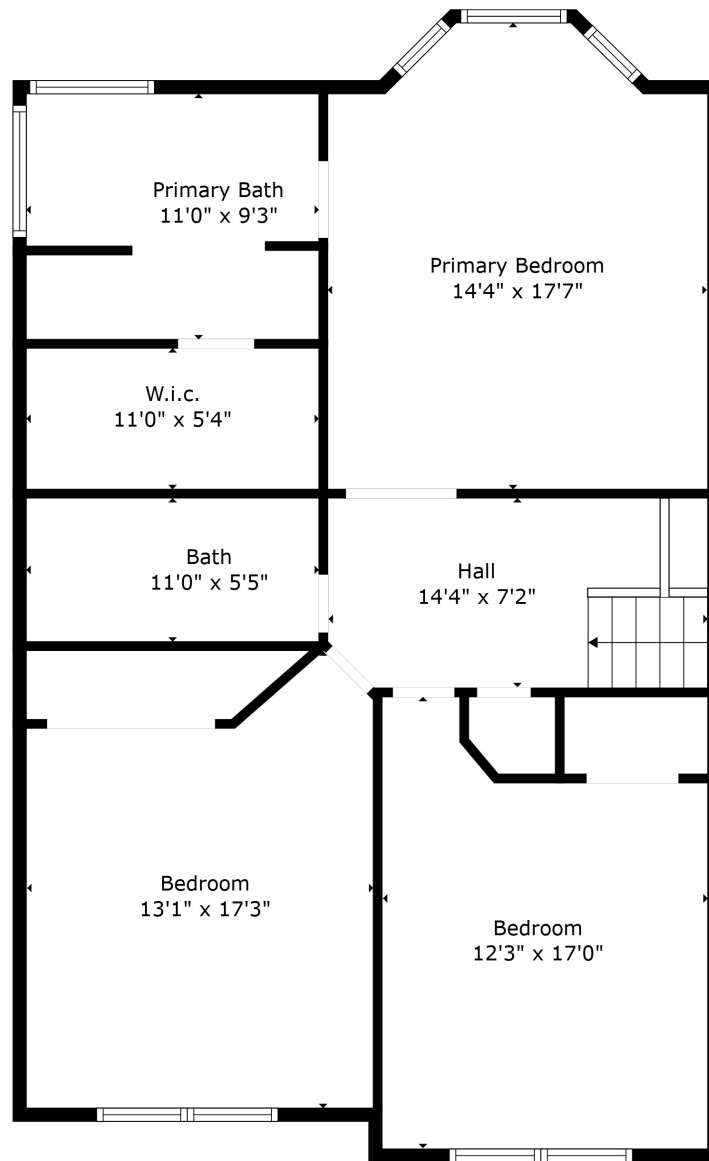 Primary Bath
11'0" x 9'3"
Primary Bedroom
14'4" x 17'7"
W.i.c.
11'0" x 5'4"
Bath
11'0" x 5'5"
Hall
14'4" x 7'2"
Bedroom
13'1" x 17'3"
Bedroom
12'3" x 17'0"